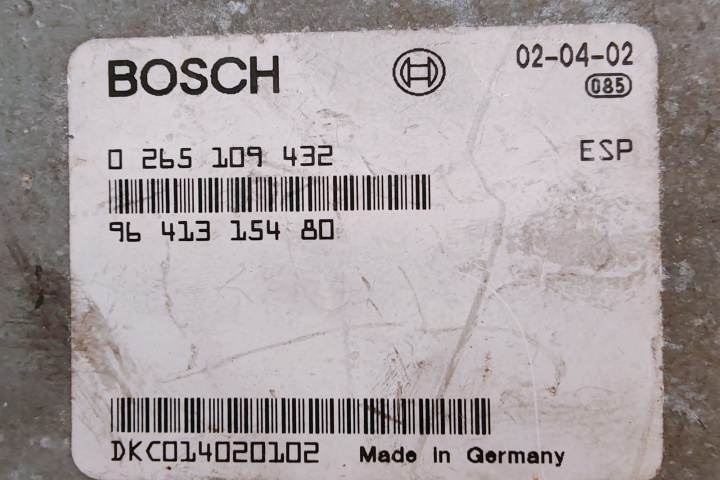 BOSCH
02-04-02
085
0 265 109 432
ESP
96 413 154 80
DKC014020102
Made in Germany